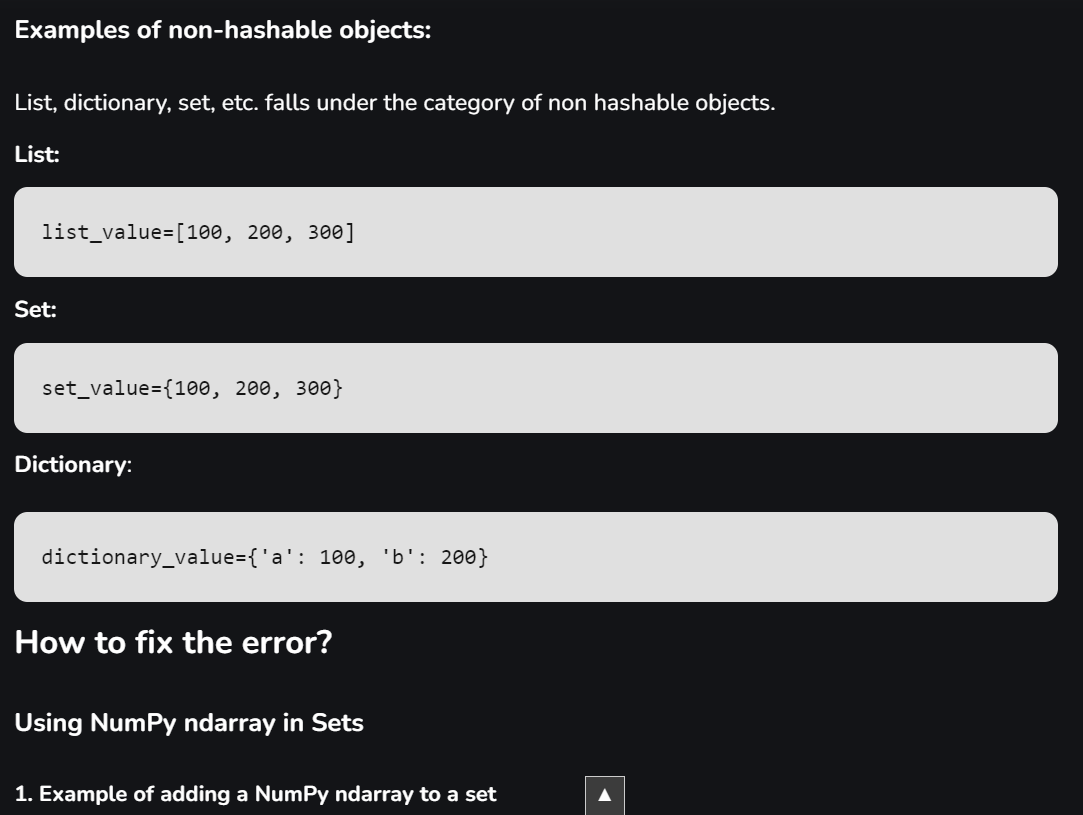 Examples of non-hashable objects:
List, dictionary, set, etc. falls under the category of non hashable objects.
List:
list_value=[100, 200, 300]
Set:
set_value={100, 200, 300}
Dictionary:
dictionary_value={'a': 100, 'b': 200}
How to fix the error?
Using NumPy ndarray in Sets
1. Example of adding a NumPy ndarray to a set